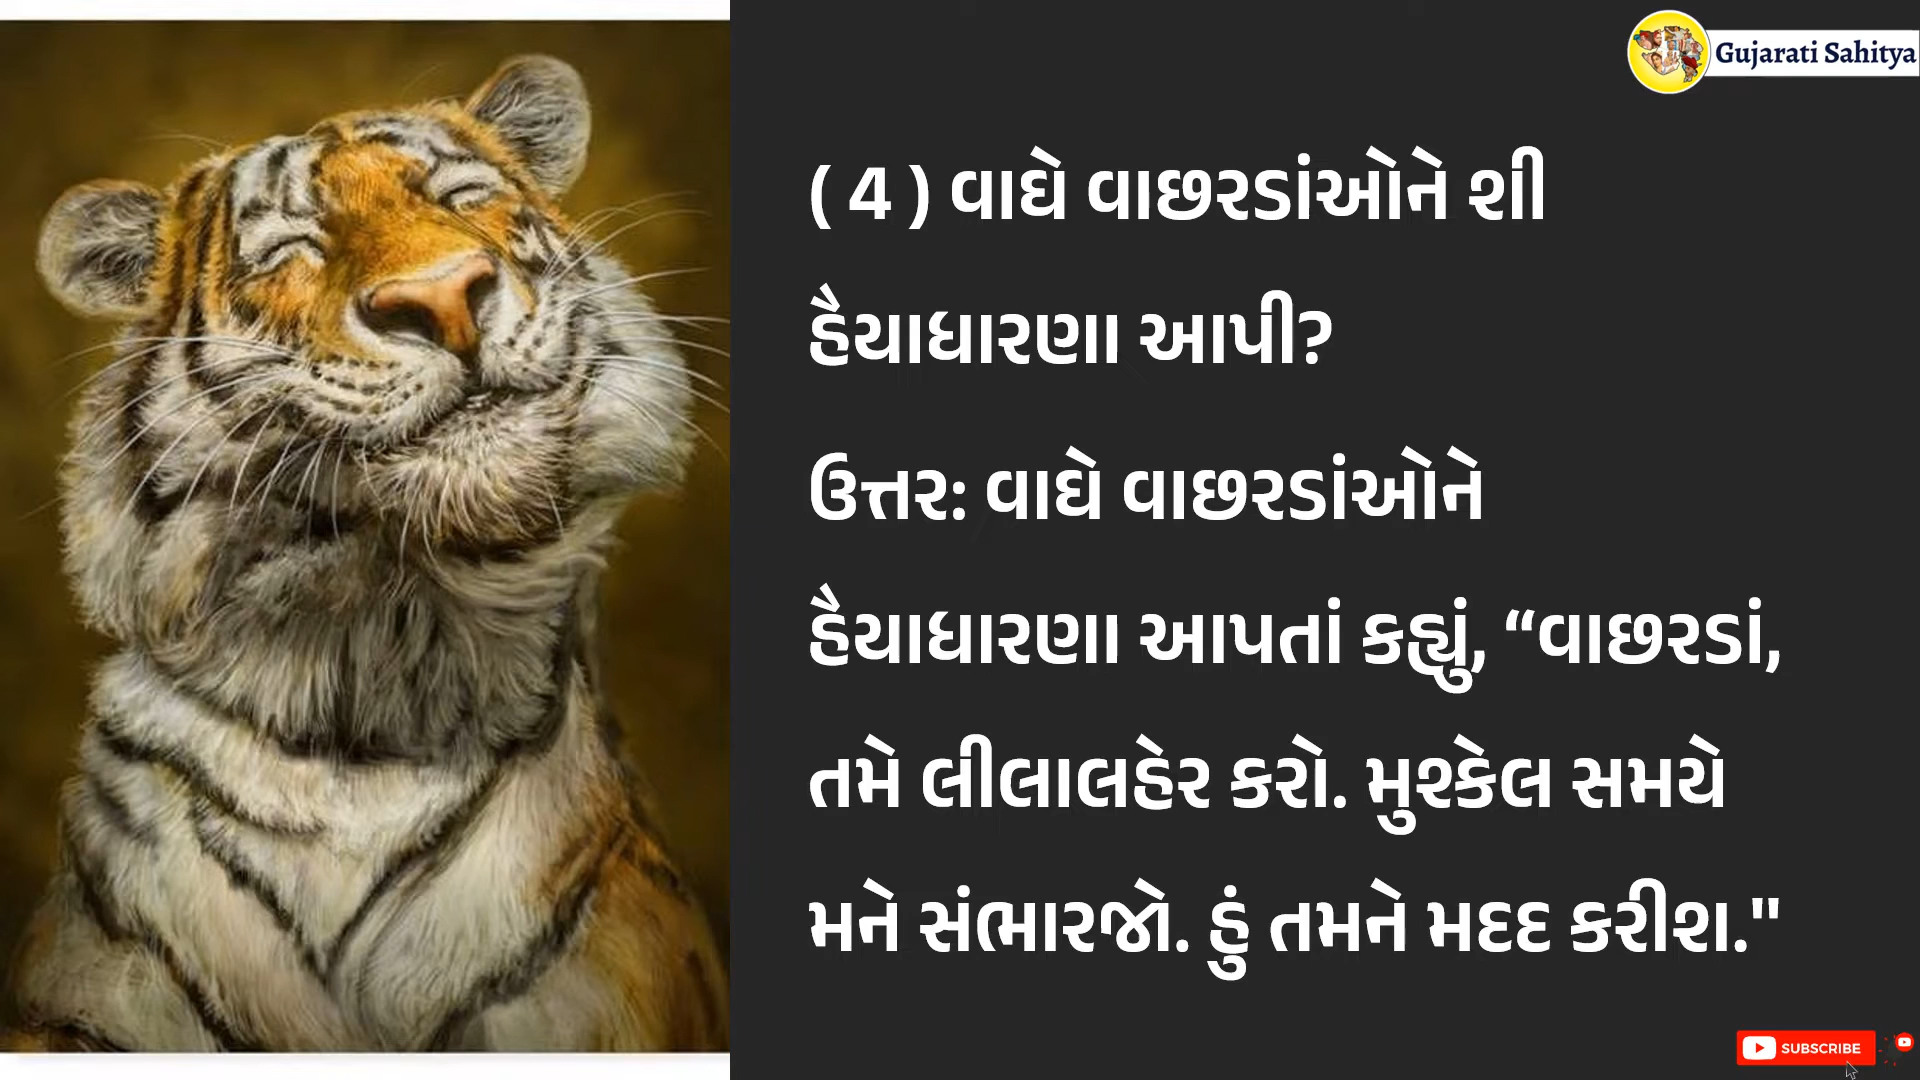 Gujarati Sahitya
( 4 ) વાઘે વાછરડાંઓને શી
હૈયાધારણા આપી?
ઉત્તર: વાઘે વાછરડાંઓને
હૈયાધારણા આપતાં કહ્યું, “વાછરડાં,
તમે લીલાલહેર કરો. મુશ્કેલ સમયે
મને સંભારજો. હું તમને મદદ કરીશ."
SUBSCRIBE